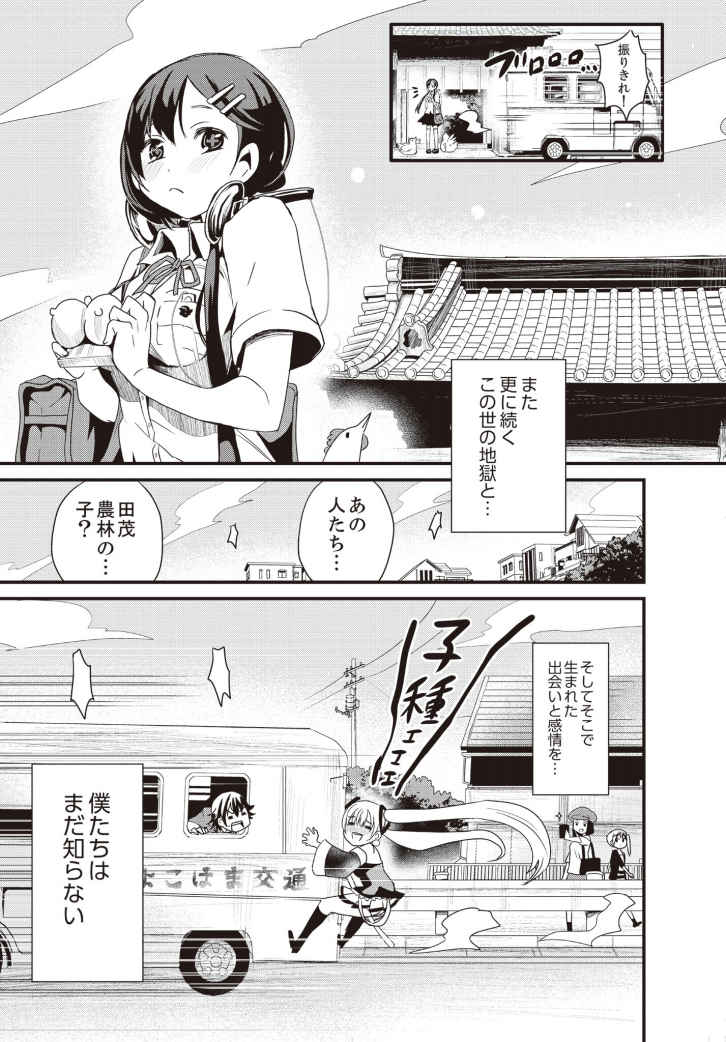 振りきれ!
ブロロロ…
また
更に続く
この世の地獄と…
あの
人たち…
田茂
農林の…
子?
そしてそこで
生まれた
出会いと感情を…
子種ェェェ
よこはま交通
僕たちは
まだ知らない